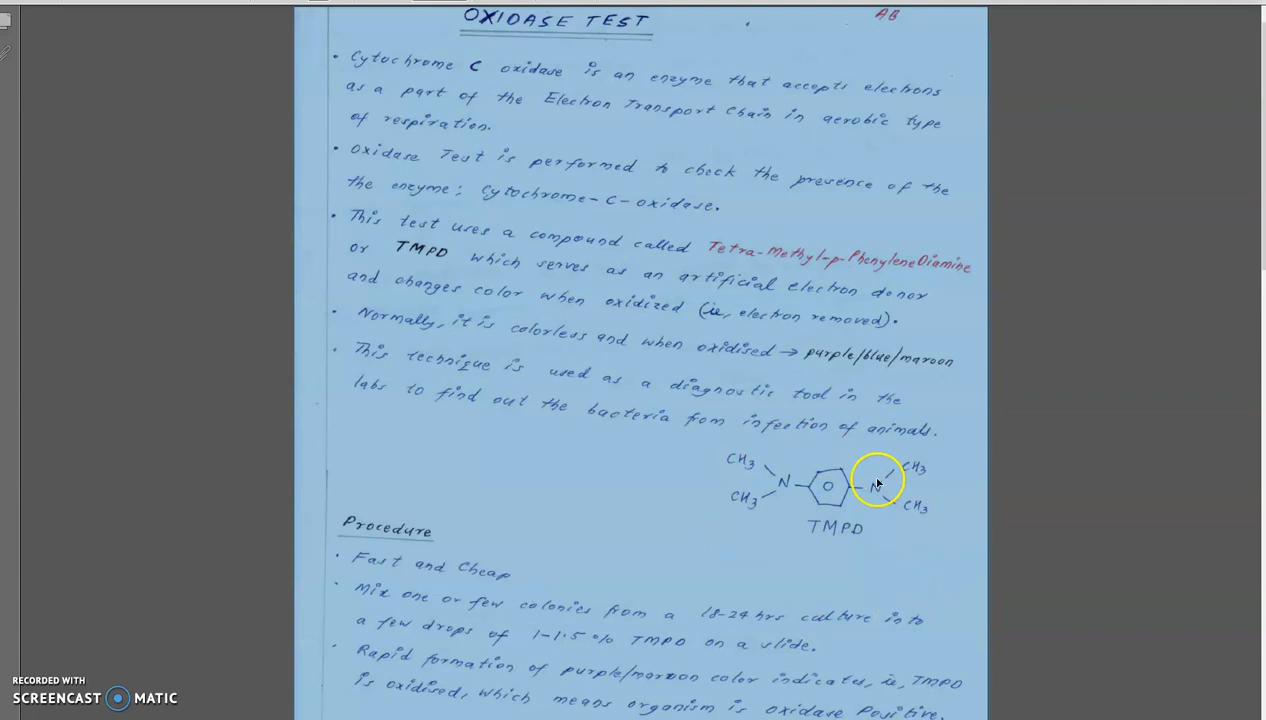 OXIDASE TEST
AB
• Cytochrome C oxidase is an enzyme that accepts electrons
as a part of the Electron Transport Chain in aerobic type
of respiration.
• Oxidase Test is performed to check the presence of the
the enzyme: Cytochrome-C-oxidase.
• This test uses a compound called Tetra-Methyl-p-PhenyleneDiamine
or TMPD which serves as an artificial electron donor
and changes color when oxidized (ie, electron removed).
• Normally, it is colorless and when oxidised → purple/blue/maroon
• This technique is used as a diagnostic tool in the
labs to find out the bacteria from infection of animals.
CH3 CH3
N N
CH3 CH3
TMPD
Procedure
• Fast and Cheap
• Mix one or few colonies from a 18-24 hrs culture into
a few drops of 1-1.5% TMPD on a slide.
• Rapid formation of purple/maroon color indicates, ie, TMPD
is oxidised, which means organism is oxidase Positive.
RECORDED WITH
SCREENCAST MATIC